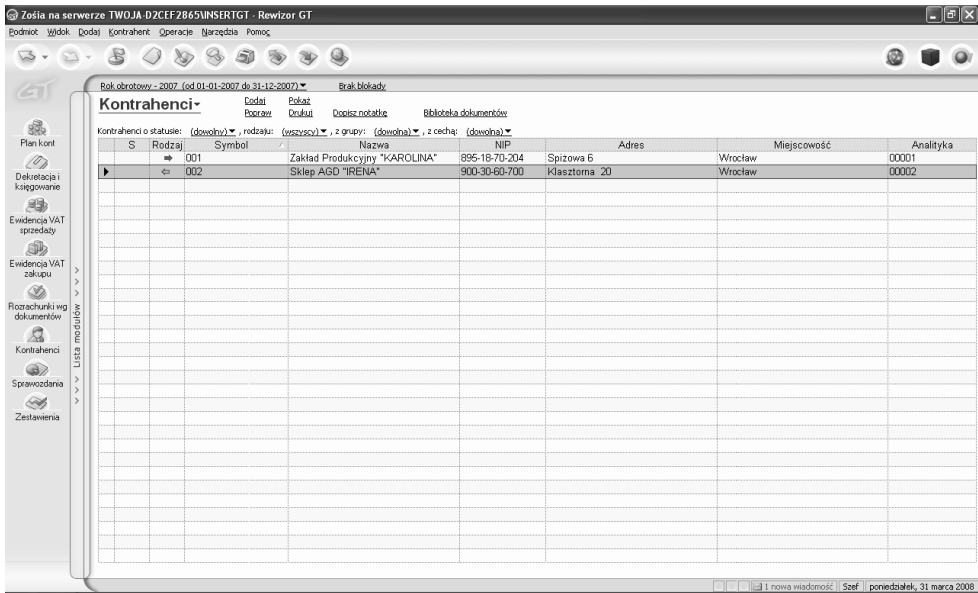 Zośia na serwerze TWOJA-D2CEF2865\INSERTGT - Rewizor GT
Podmiot Widok Dodaj Kontrahent Operacje Narzędzia Pomoc
GT
Rok obrotowy - 2007 (od 01-01-2007 do 31-12-2007) Brak blokady
Kontrahenci
Dodaj Pokaż
Popraw Drukuj Dopisz notatkę Biblioteka dokumentów
Kontrahenci o statusie: (dowolny) , rodzaju: (wszyscy) , z grupy: (dowolna) , z cechą: (dowolna)
S Rodzaj Symbol Nazwa NIP Adres Miejscowość Analityka
001 Zakład Produkcyjny "KAROLINA" 895-18-70-204 Spiżowa 6 Wrocław 00001
002 Sklep AGD "IRENA" 900-30-60-700 Klasztorna 20 Wrocław 00002
Plan kont
Dekretacja i
księgowanie
Ewidencja VAT
sprzedaży
Ewidencja VAT
zakupu
Rozrachunki wg
dokumentów
Kontrahenci
Sprawozdania
Zestawienia
Lista modułów
1 nowa wiadomość Szef poniedziałek, 31 marca 2008